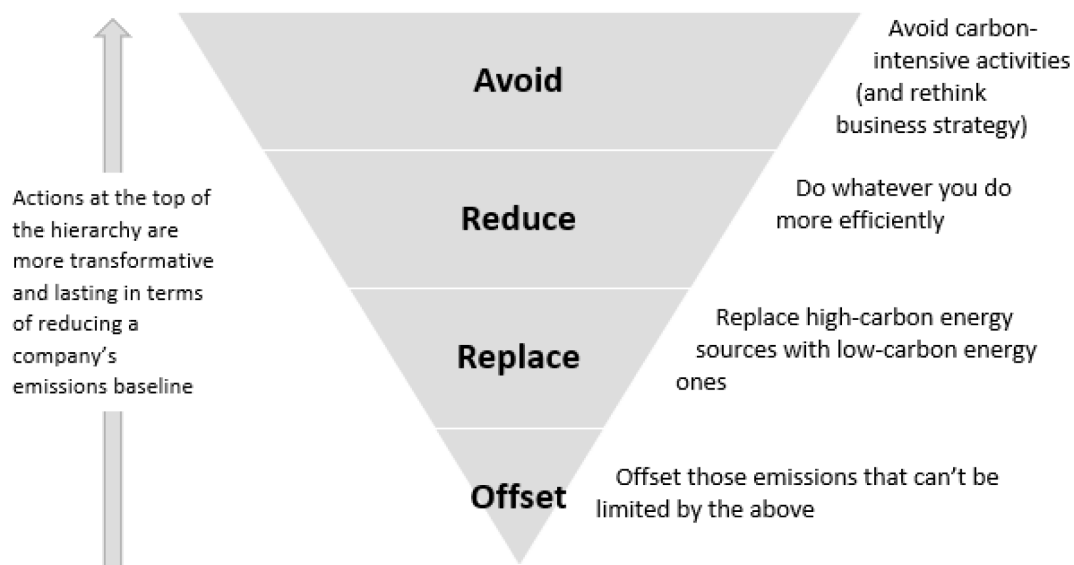 Avoid
Avoid carbon-
intensive activities
(and rethink
business strategy)
Actions at the top of
the hierarchy are
more transformative
and lasting in terms
of reducing a
company’s
emissions baseline
Reduce
Do whatever you do
more efficiently
Replace
Replace high-carbon energy
sources with low-carbon energy
ones
Offset
Offset those emissions that can’t be
limited by the above